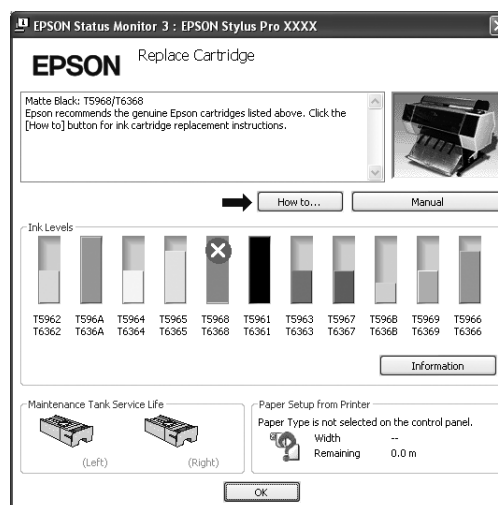 EPSON Status Monitor 3 : EPSON Stylus Pro XXXX
EPSON
Replace Cartridge
Matte Black: T5968/T6368
Epson recommends the genuine Epson cartridges listed above. Click the
[How to] button for ink cartridge replacement instructions.
How to...
Manual
Ink Levels
T5962 T596A T5964 T5965 T5968 T5961 T5963 T5967 T596B T5969 T5966
T6362 T636A T6364 T6365 T6368 T6361 T6363 T6367 T636B T6369 T6366
Information
Maintenance Tank Service Life
(Left)
(Right)
Paper Setup from Printer
Paper Type is not selected on the control panel.
Width --
Remaining 0.0 m
OK